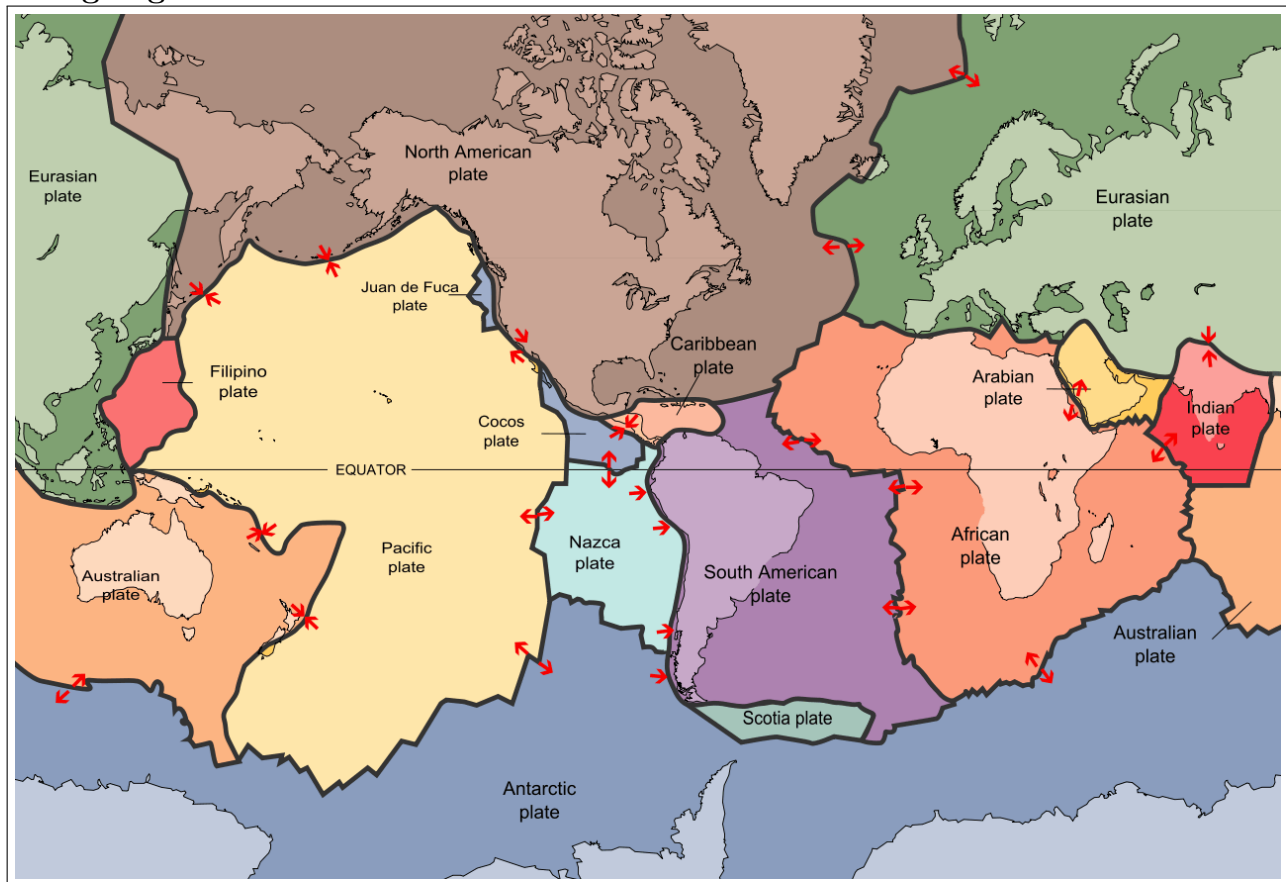 North American
plate
Eurasian
plate
Eurasian
plate
Juan de Fuca
plate
Caribbean
plate
Filipino
plate
Arabian
plate
Indian
plate
Cocos
plate
EQUATOR
Pacific
plate
Nazca
plate
South American
plate
African
plate
Australian
plate
Australian
plate
Scotia plate
Antarctic
plate